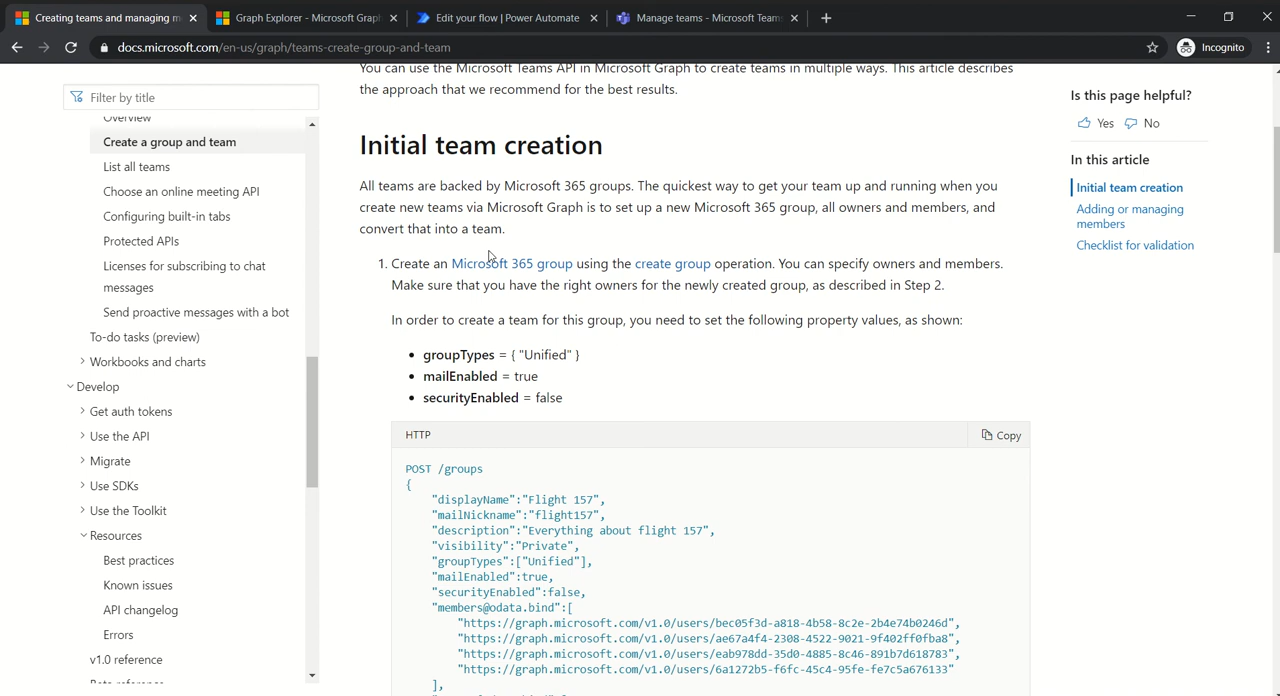 Creating teams and managing m
Graph Explorer - Microsoft Graph
Edit your flow | Power Automate
Manage teams - Microsoft Teams
docs.microsoft.com/en-us/graph/teams-create-group-and-team
Incognito
Filter by title
Overview
Create a group and team
List all teams
Choose an online meeting API
Configuring built-in tabs
Protected APIs
Licenses for subscribing to chat
messages
Send proactive messages with a bot
To-do tasks (preview)
Workbooks and charts
Develop
Get auth tokens
Use the API
Migrate
Use SDKs
Use the Toolkit
Resources
Best practices
Known issues
API changelog
Errors
v1.0 reference
Beta reference
You can use the Microsoft Teams API in Microsoft Graph to create teams in multiple ways. This article describes
the approach that we recommend for the best results.
Initial team creation
All teams are backed by Microsoft 365 groups. The quickest way to get your team up and running when you
create new teams via Microsoft Graph is to set up a new Microsoft 365 group, all owners and members, and
convert that into a team.
1. Create an Microsoft 365 group using the create group operation. You can specify owners and members.
Make sure that you have the right owners for the newly created group, as described in Step 2.
In order to create a team for this group, you need to set the following property values, as shown:
• groupTypes = { "Unified" }
• mailEnabled = true
• securityEnabled = false
HTTP
Copy
POST /groups
{
"displayName":"Flight 157",
"mailNickname":"flight157",
"description":"Everything about flight 157",
"visibility":"Private",
"groupTypes":["Unified"],
"mailEnabled":true,
"securityEnabled":false,
"members@odata.bind":[
"https://graph.microsoft.com/v1.0/users/bec05f3d-a818-4b58-8c2e-2b4e74b0246d",
"https://graph.microsoft.com/v1.0/users/ae67a4f4-2308-4522-9021-9f402ff0fba8",
"https://graph.microsoft.com/v1.0/users/eab978dd-35d0-4885-8c46-891b7d618783",
"https://graph.microsoft.com/v1.0/users/6a1272b5-f6fc-45c4-95fe-fe7c5a676133"
],
Is this page helpful?
Yes
No
In this article
Initial team creation
Adding or managing
members
Checklist for validation